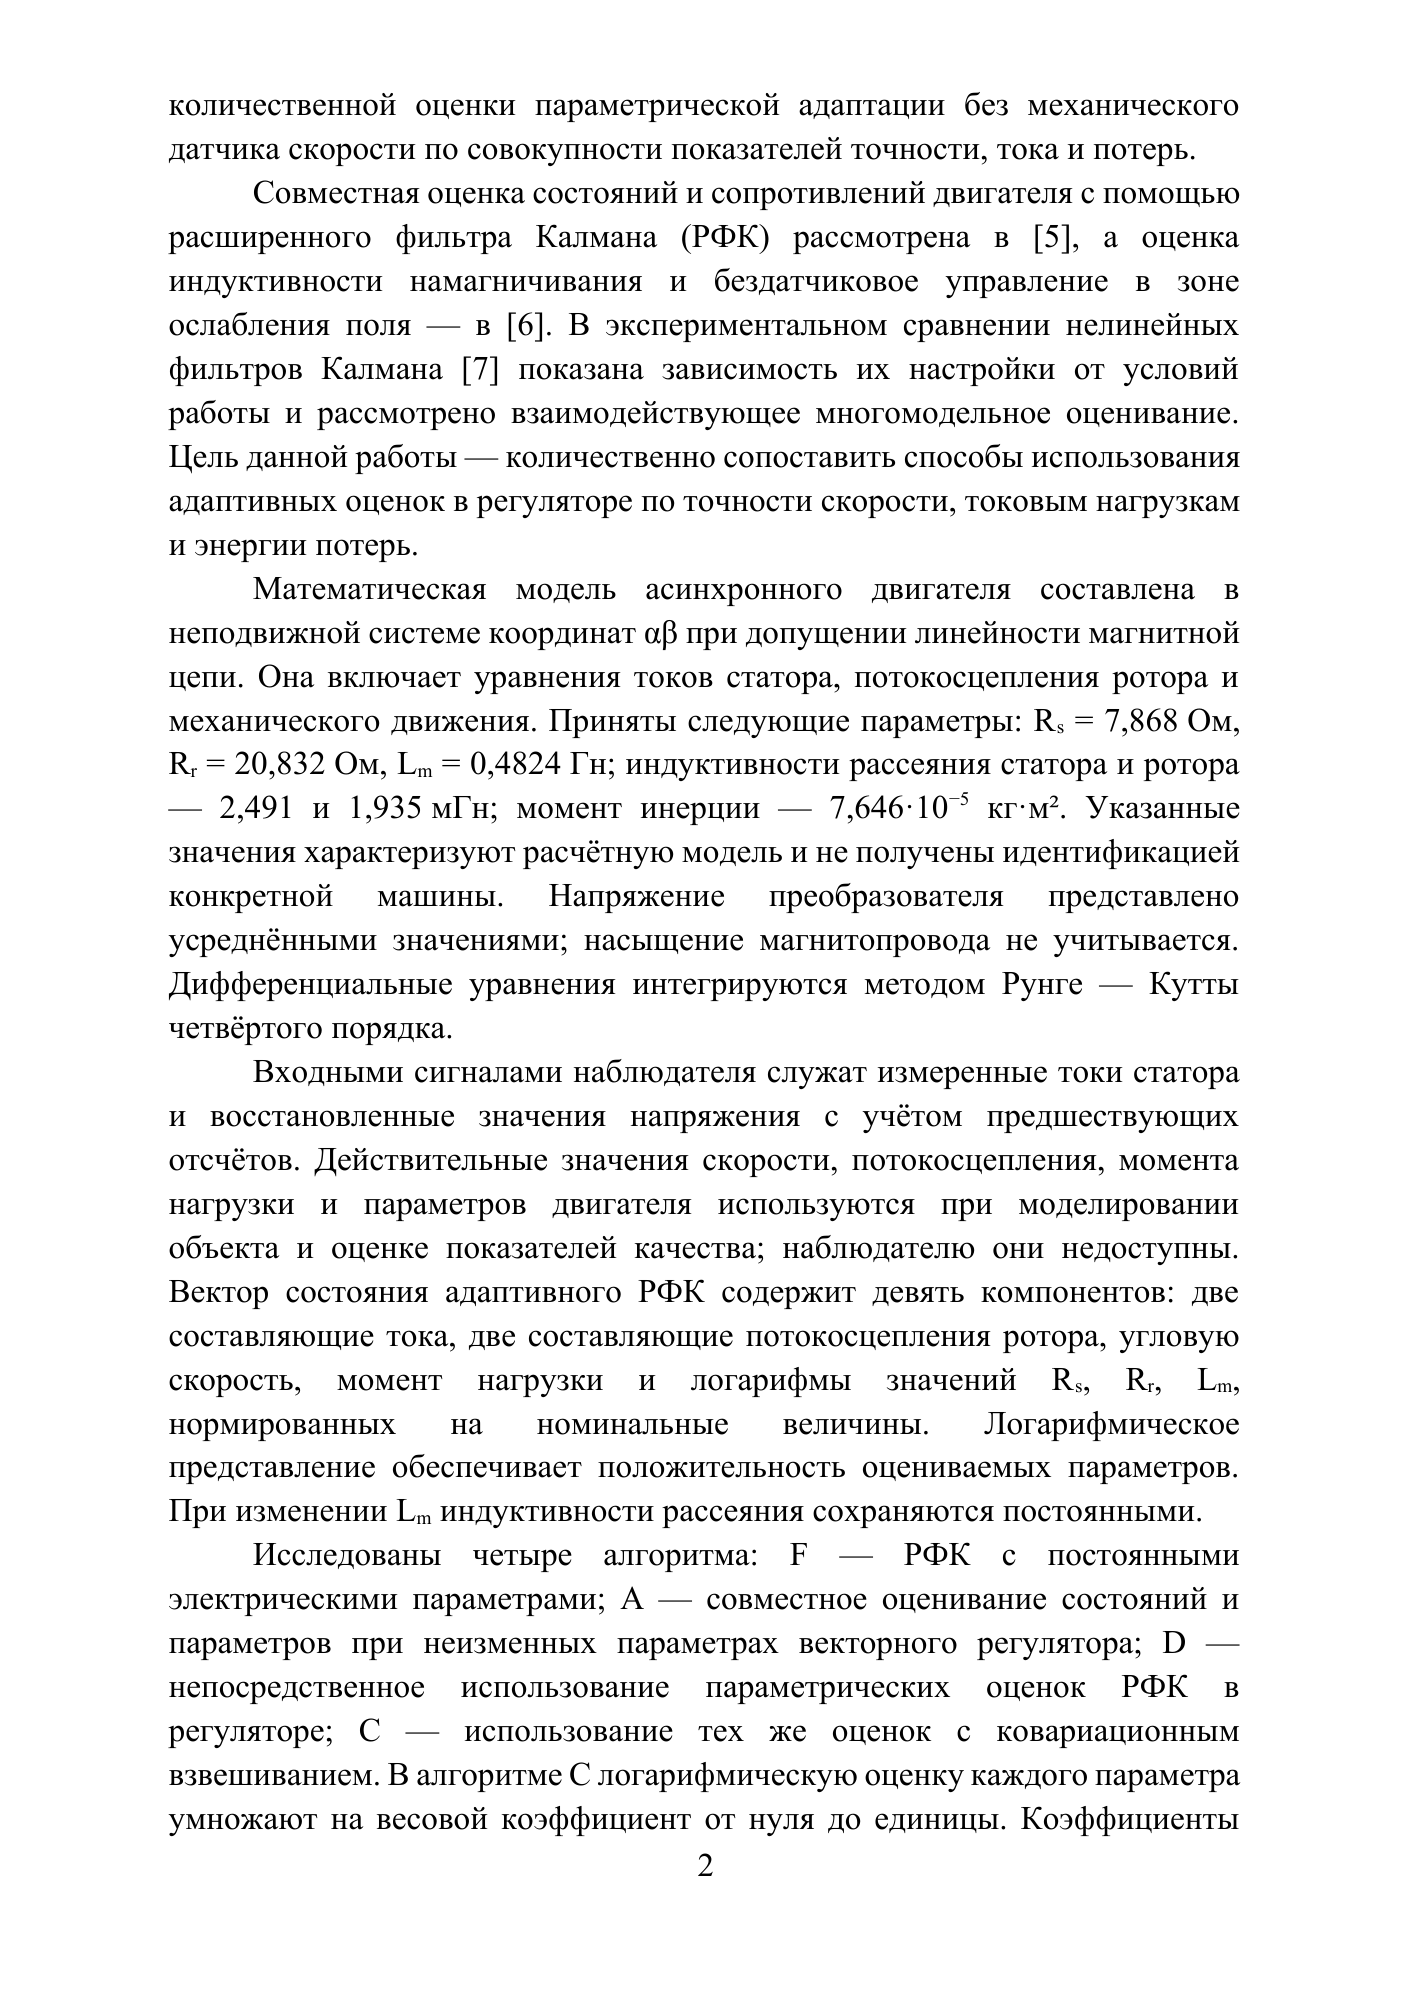 количественной оценки параметрической адаптации без механического
датчика скорости по совокупности показателей точности, тока и потерь.
Совместная оценка состояний и сопротивлений двигателя с помощью
расширенного фильтра Калмана (РФК) рассмотрена в [5], а оценка
индуктивности намагничивания и бездатчиковое управление в зоне
ослабления поля — в [6]. В экспериментальном сравнении нелинейных
фильтров Калмана [7] показана зависимость их настройки от условий
работы и рассмотрено взаимодействующее многомодельное оценивание.
Цель данной работы — количественно сопоставить способы использования
адаптивных оценок в регуляторе по точности скорости, токовым нагрузкам
и энергии потерь.
Математическая модель асинхронного двигателя составлена в
неподвижной системе координат αβ при допущении линейности магнитной
цепи. Она включает уравнения токов статора, потокосцепления ротора и
механического движения. Приняты следующие параметры: Rₛ = 7,868 Ом,
Rᵣ = 20,832 Ом, Lₘ = 0,4824 Гн; индуктивности рассеяния статора и ротора
— 2,491 и 1,935 мГн; момент инерции — 7,646·10⁻⁵ кг·м². Указанные
значения характеризуют расчётную модель и не получены идентификацией
конкретной машины. Напряжение преобразователя представлено
усреднёнными значениями; насыщение магнитопровода не учитывается.
Дифференциальные уравнения интегрируются методом Рунге — Кутты
четвёртого порядка.
Входными сигналами наблюдателя служат измеренные токи статора
и восстановленные значения напряжения с учётом предшествующих
отсчётов. Действительные значения скорости, потокосцепления, момента
нагрузки и параметров двигателя используются при моделировании
объекта и оценке показателей качества; наблюдателю они недоступны.
Вектор состояния адаптивного РФК содержит девять компонентов: две
составляющие тока, две составляющие потокосцепления ротора, угловую
скорость, момент нагрузки и логарифмы значений Rₛ, Rᵣ, Lₘ,
нормированных на номинальные величины. Логарифмическое
представление обеспечивает положительность оцениваемых параметров.
При изменении Lₘ индуктивности рассеяния сохраняются постоянными.
Исследованы четыре алгоритма: F — РФК с постоянными
электрическими параметрами; A — совместное оценивание состояний и
параметров при неизменных параметрах векторного регулятора; D —
непосредственное использование параметрических оценок РФК в
регуляторе; C — использование тех же оценок с ковариационным
взвешиванием. В алгоритме C логарифмическую оценку каждого параметра
умножают на весовой коэффициент от нуля до единицы. Коэффициенты
2